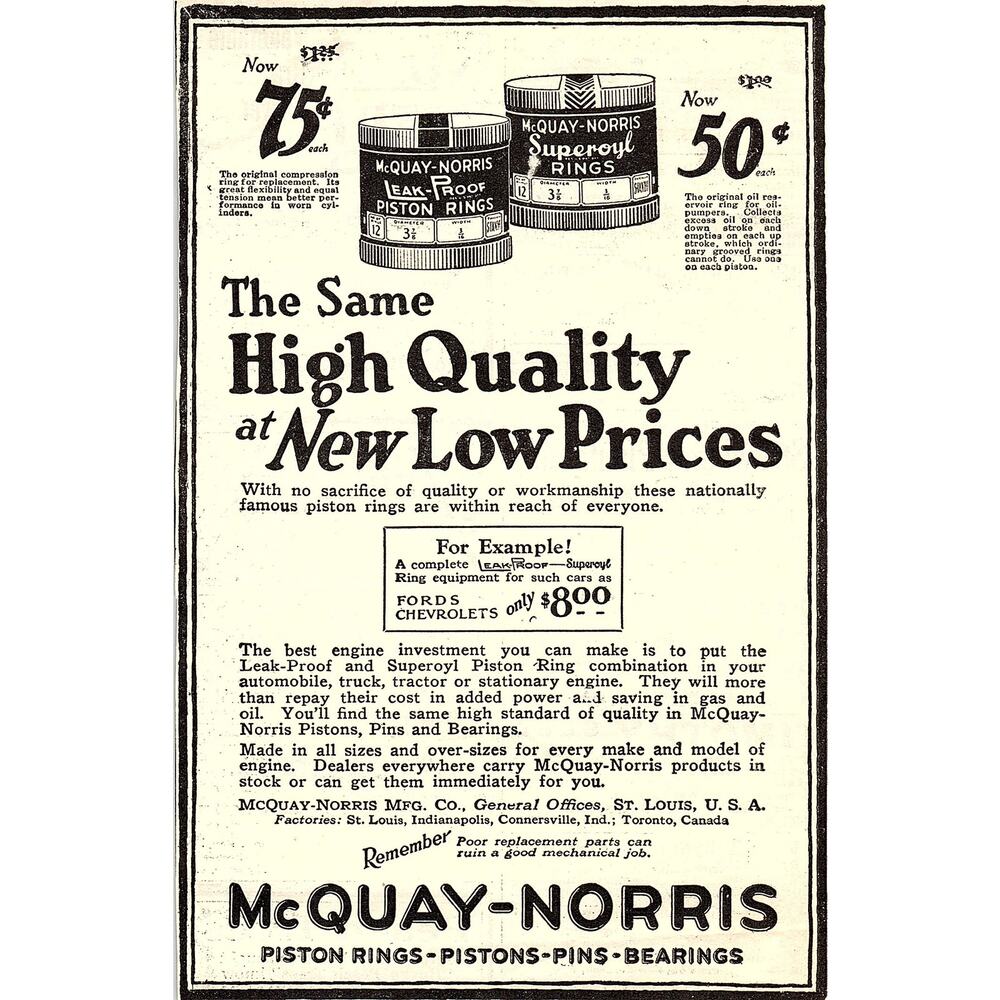 $1.25
Now
75¢
each
The original compression
ring for replacement. Its
great flexibility and equal
tension mean better per-
formance in worn cyl-
inders.
McQUAY-NORRIS
LEAK-PROOF
PISTON RINGS
12
DIAMETER
3 7/8
WIDTH
McQUAY-NORRIS
Superoyl
RINGS
12
DIAMETER
WIDTH
$1.00
Now
50¢
each
The original oil res-
ervoir ring for oil-
pumpers. Collects
excess oil on each
down stroke and
empties on each up
stroke, which ordi-
nary grooved rings
cannot do. Use one
on each piston.
The Same
High Quality
at New Low Prices
With no sacrifice of quality or workmanship these nationally
famous piston rings are within reach of everyone.
For Example!
A complete LEAK-PROOF—Superoyl
Ring equipment for such cars as
FORDS
CHEVROLETS only $8.00
The best engine investment you can make is to put the
Leak-Proof and Superoyl Piston Ring combination in your
automobile, truck, tractor or stationary engine. They will more
than repay their cost in added power and saving in gas and
oil. You'll find the same high standard of quality in McQuay-
Norris Pistons, Pins and Bearings.
Made in all sizes and over-sizes for every make and model of
engine. Dealers everywhere carry McQuay-Norris products in
stock or can get them immediately for you.
McQUAY-NORRIS MFG. CO., General Offices, ST. LOUIS, U. S. A.
Factories: St. Louis, Indianapolis, Connersville, Ind.; Toronto, Canada
Remember Poor replacement parts can
ruin a good mechanical job.
McQUAY-NORRIS
PISTON RINGS-PISTONS-PINS-BEARINGS